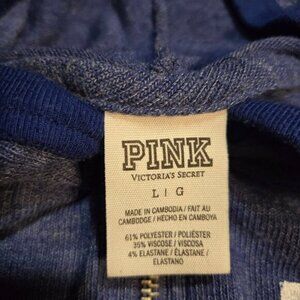 PINK
VICTORIA'S SECRET
L | G
MADE IN CAMBODIA / FAIT AU
CAMBODGE / HECHO EN CAMBOYA
61% POLYESTER / POLIÉSTER
35% VISCOSE / VISCOSA
4% ELASTANE / ÉLASTANE /
ELASTANO